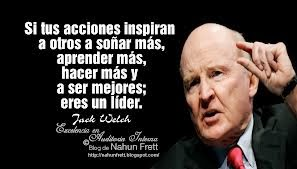 Si tus acciones inspiran
a otros a soñar más,
aprender más,
hacer más y
a ser mejores;
eres un líder.
Jack Welch
Excelencia en
Auditoria Interna
Blog de Nahun Frett
http://nahunfrett.blogspot.com/